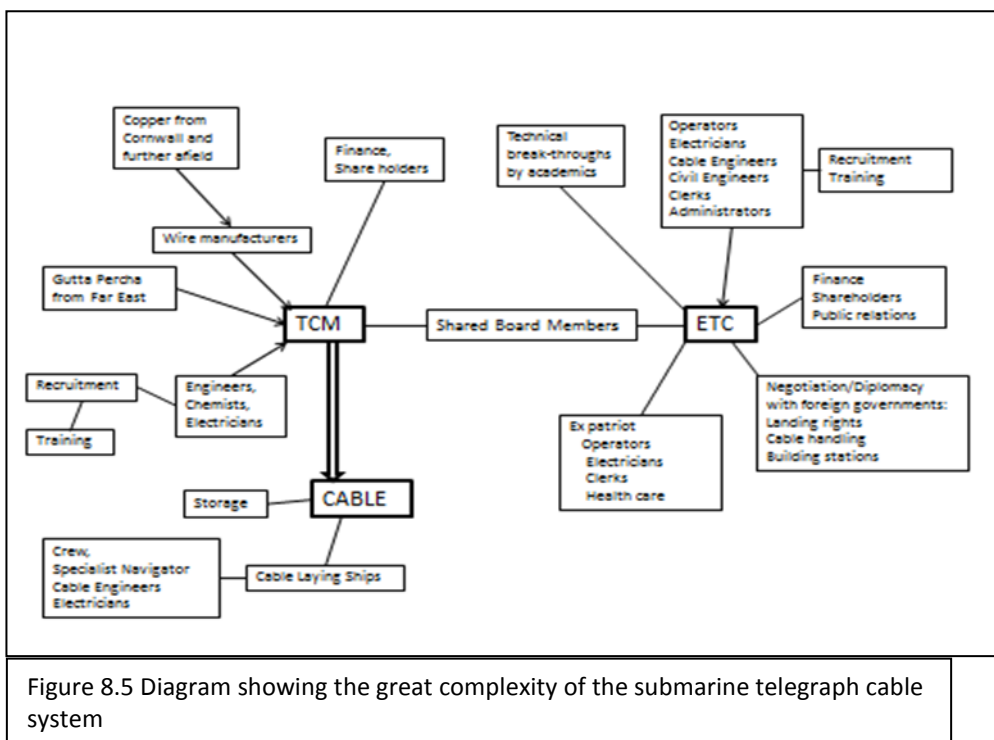 Copper from
Cornwall and
further afield
Finance,
Share holders
Technical
break-throughs
by academics
Operators
Electricians
Cable Engineers
Civil Engineers
Clerks
Administrators
Recruitment
Training
Wire manufacturers
Gutta Percha
from Far East
TCM
Shared Board Members
ETC
Finance
Shareholders
Public relations
Recruitment
Training
Engineers,
Chemists,
Electricians
Ex patriot
Operators
Electricians
Clerks
Health care
Negotiation/Diplomacy
with foreign governments:
Landing rights
Cable handling
Building stations
Storage
CABLE
Crew,
Specialist Navigator
Cable Engineers
Electricians
Cable Laying Ships
Figure 8.5 Diagram showing the great complexity of the submarine telegraph cable
system